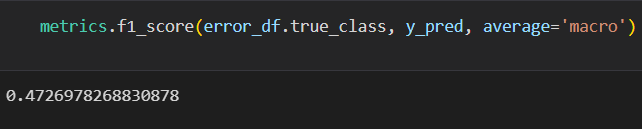 metrics.f1_score(error_df.true_class, y_pred, average='macro')
0.4726978268830878